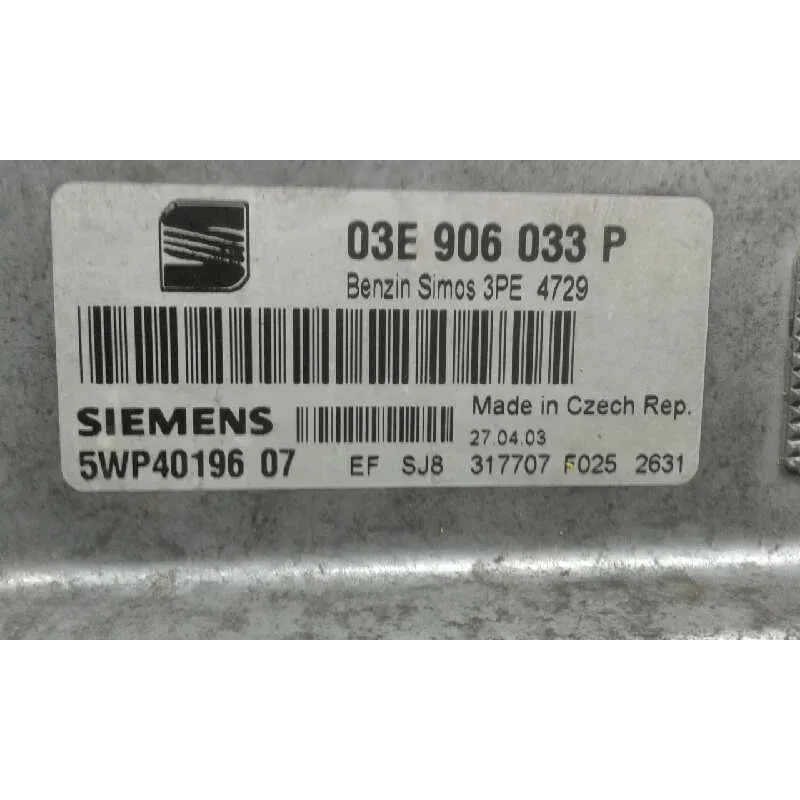 03E 906 033 P
Benzin Simos 3PE 4729
SIEMENS
Made in Czech Rep.
27.04.03
5WP40196 07 EF SJ8 317707 F025 2631